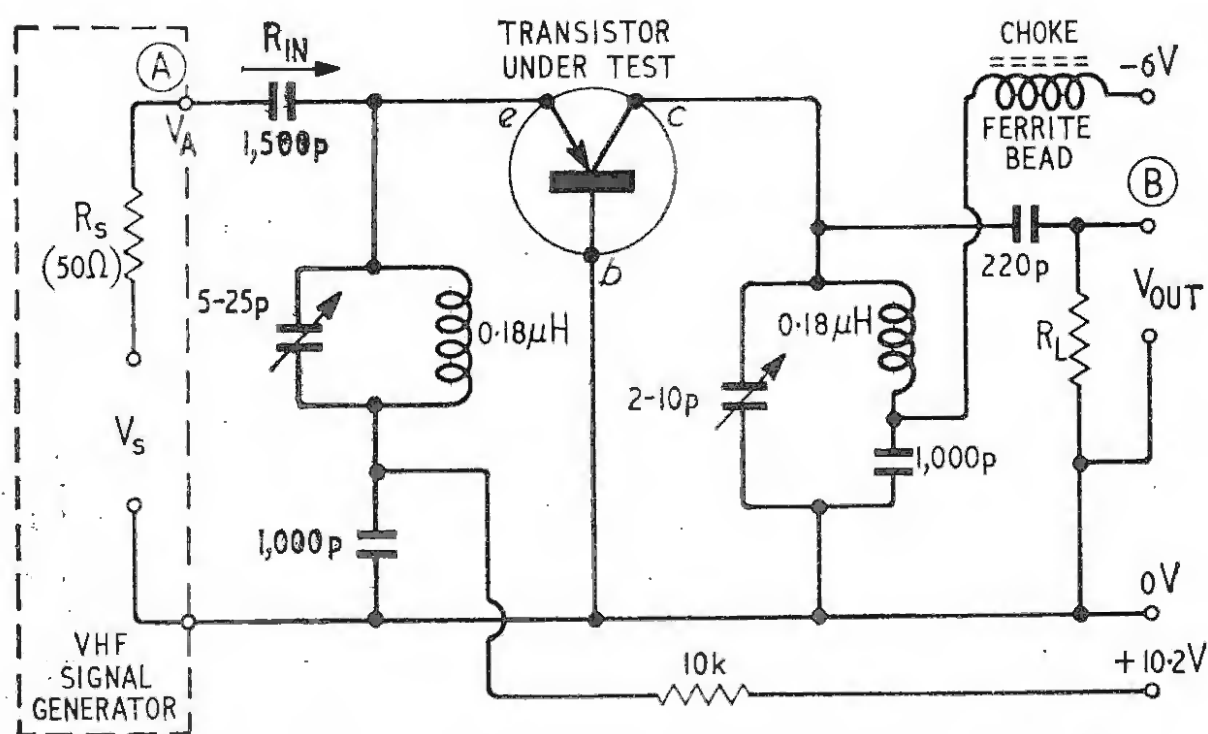 A
R_IN
TRANSISTOR
UNDER TEST
CHOKE
-6V
V_A
1,500p
e
c
FERRITE
BEAD
B
R_s
(50Ω)
b
220p
5-25p
0·18μH
0·18μH
R_L
V_OUT
2-10p
V_s
1,000p
1,000p
0V
VHF
SIGNAL
GENERATOR
10k
+10·2V